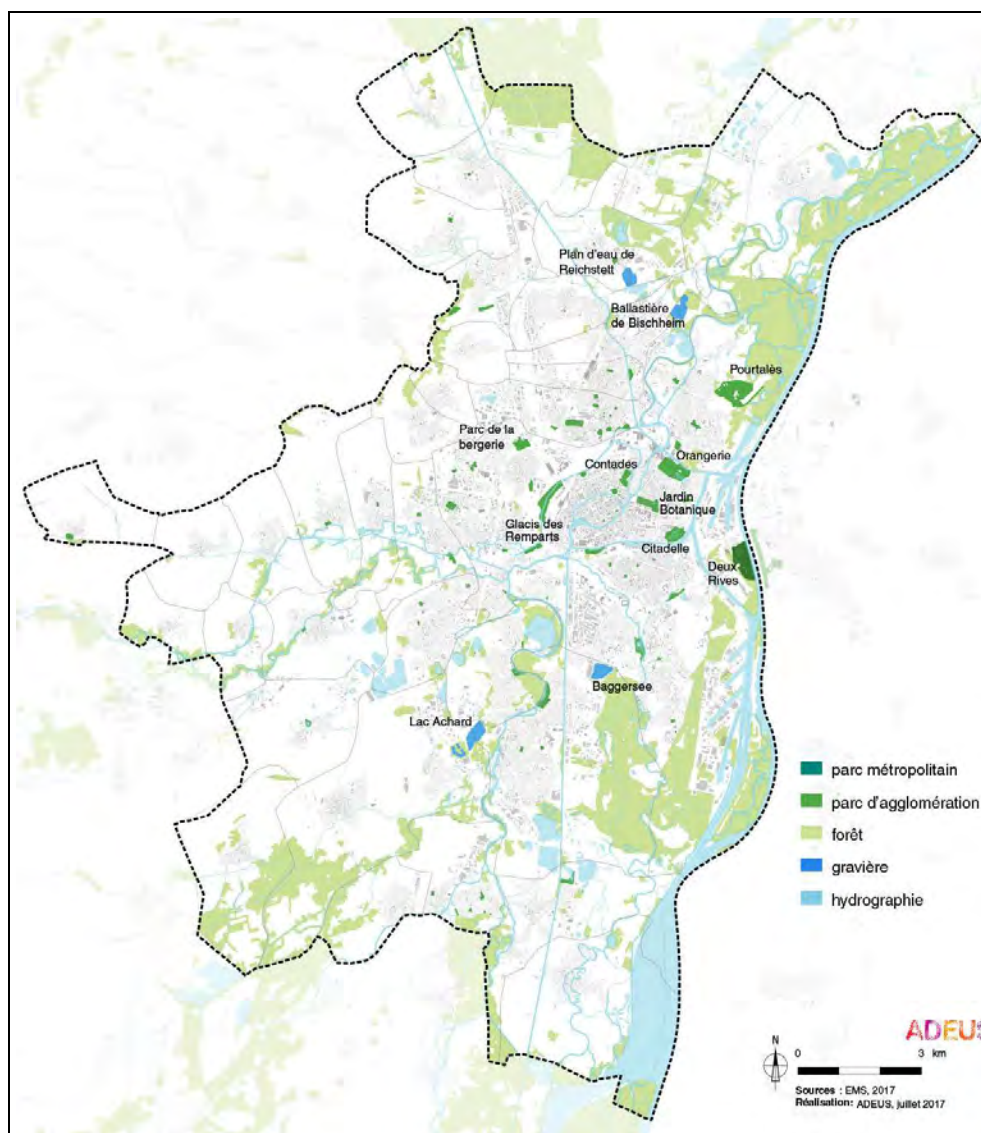 Plan d'eau de
Reichstett
Ballastière
de Bischheim
Pourtalès
Parc de la
bergerie
Orangerie
Contades
Jardin
Botanique
Glacis des
Remparts
Citadelle
Deux
Rives
Baggersee
Lac Achard
parc métropolitain
parc d'agglomération
forêt
gravière
hydrographie
ADEUS
N
0 3 km
Sources : EMS, 2017
Réalisation: ADEUS, juillet 2017